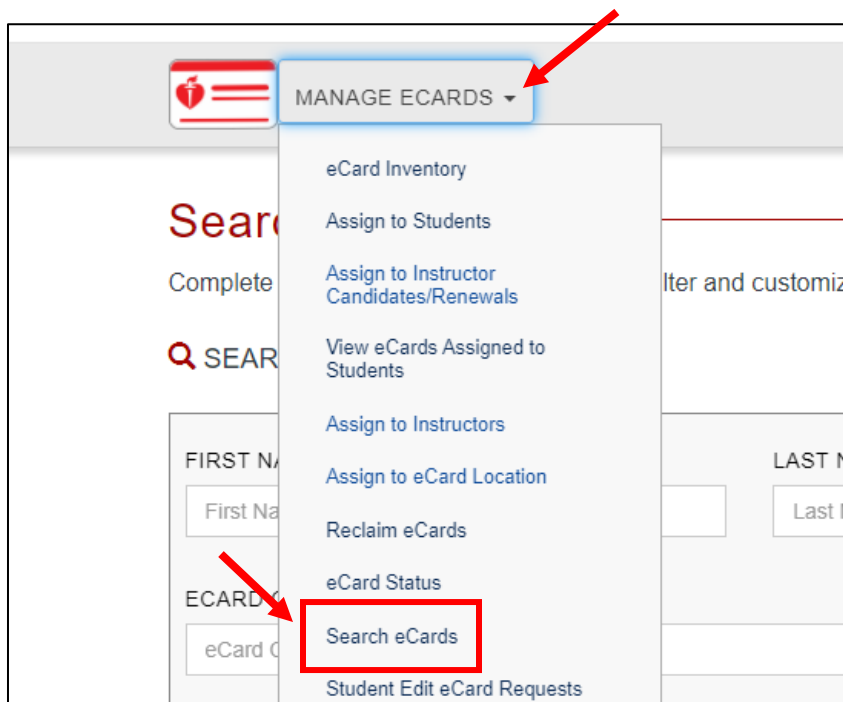 MANAGE ECARDS
eCard Inventory
Assign to Students
Assign to Instructor
Candidates/Renewals
View eCards Assigned to
Students
Assign to Instructors
Assign to eCard Location
Reclaim eCards
eCard Status
Search eCards
Student Edit eCard Requests
Sear
Complete lter and customiz
SEAR
FIRST NA LAST N
First Na Last
ECARD
eCard C